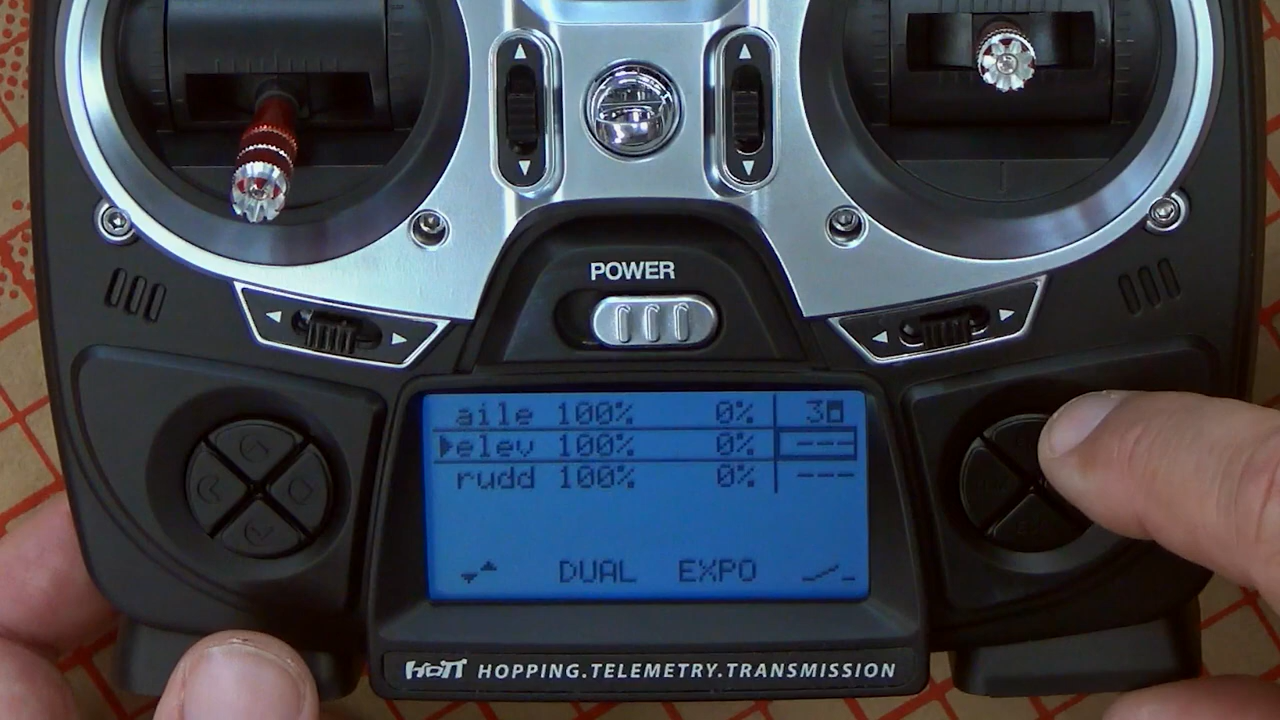 POWER
aile 100% 0% 3
elev 100% 0% ---
rudd 100% 0% ---
DUAL EXPO
HoTT HOPPING.TELEMETRY.TRANSMISSION